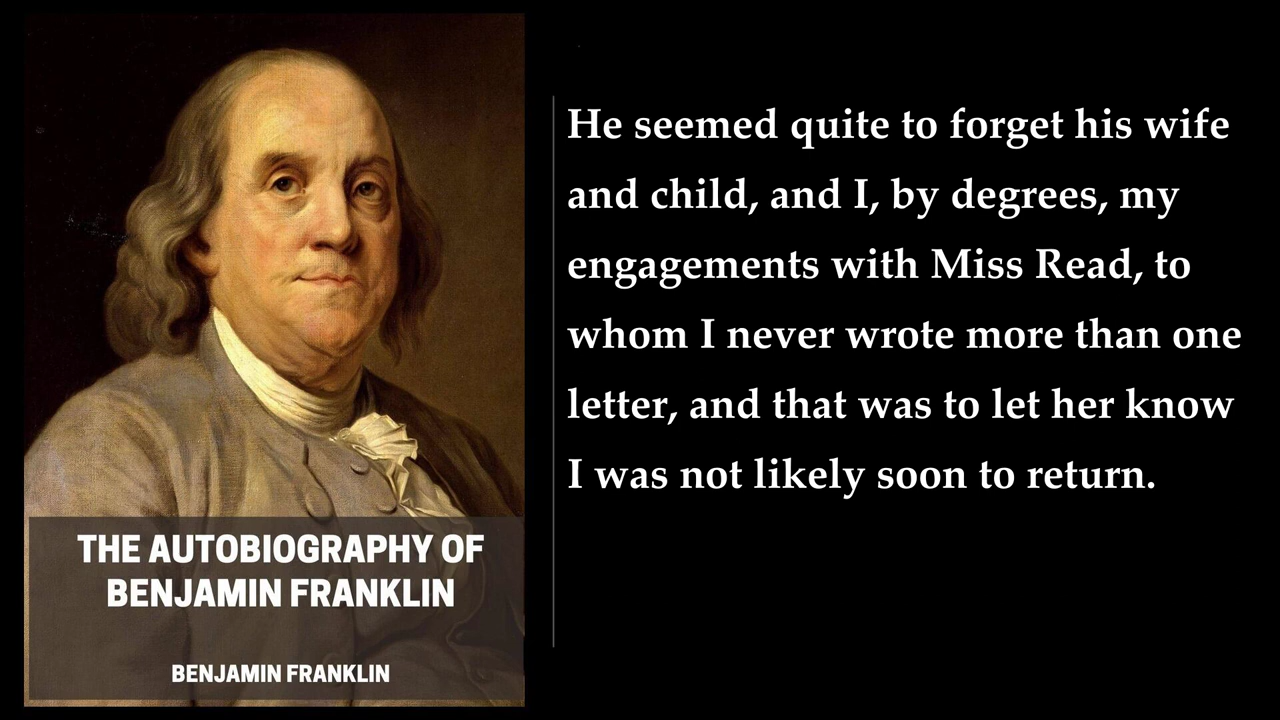 THE AUTOBIOGRAPHY OF
BENJAMIN FRANKLIN
BENJAMIN FRANKLIN
He seemed quite to forget his wife
and child, and I, by degrees, my
engagements with Miss Read, to
whom I never wrote more than one
letter, and that was to let her know
I was not likely soon to return.